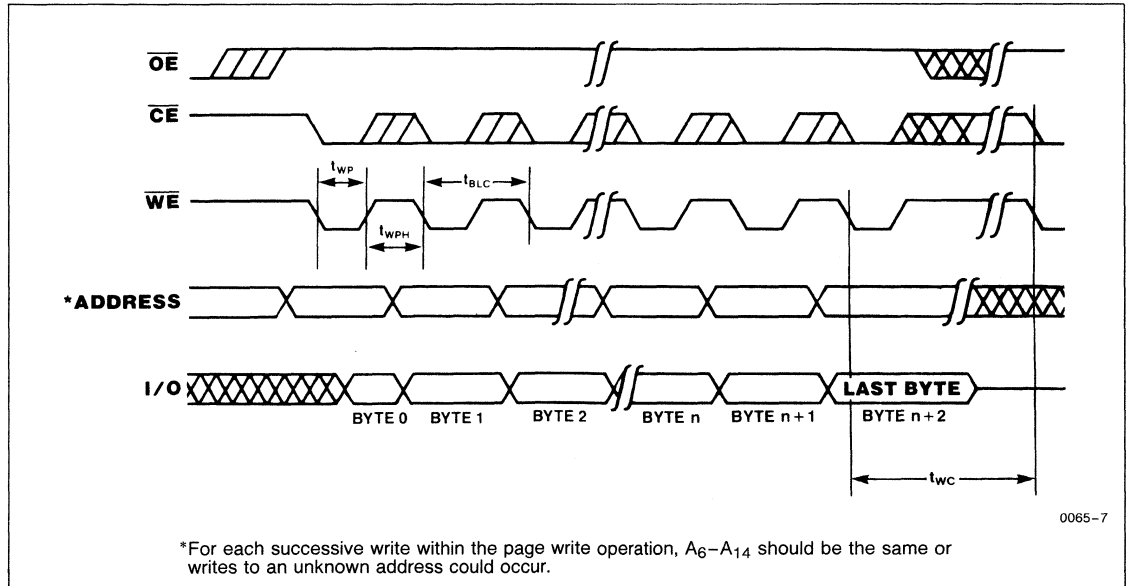 OE
CE
tWP
tBLC
WE
tWPH
*ADDRESS
I/O
LAST BYTE
BYTE 0 BYTE 1 BYTE 2 BYTE n BYTE n+1 BYTE n+2
tWC
0065–7
*For each successive write within the page write operation, A6–A14 should be the same or
writes to an unknown address could occur.